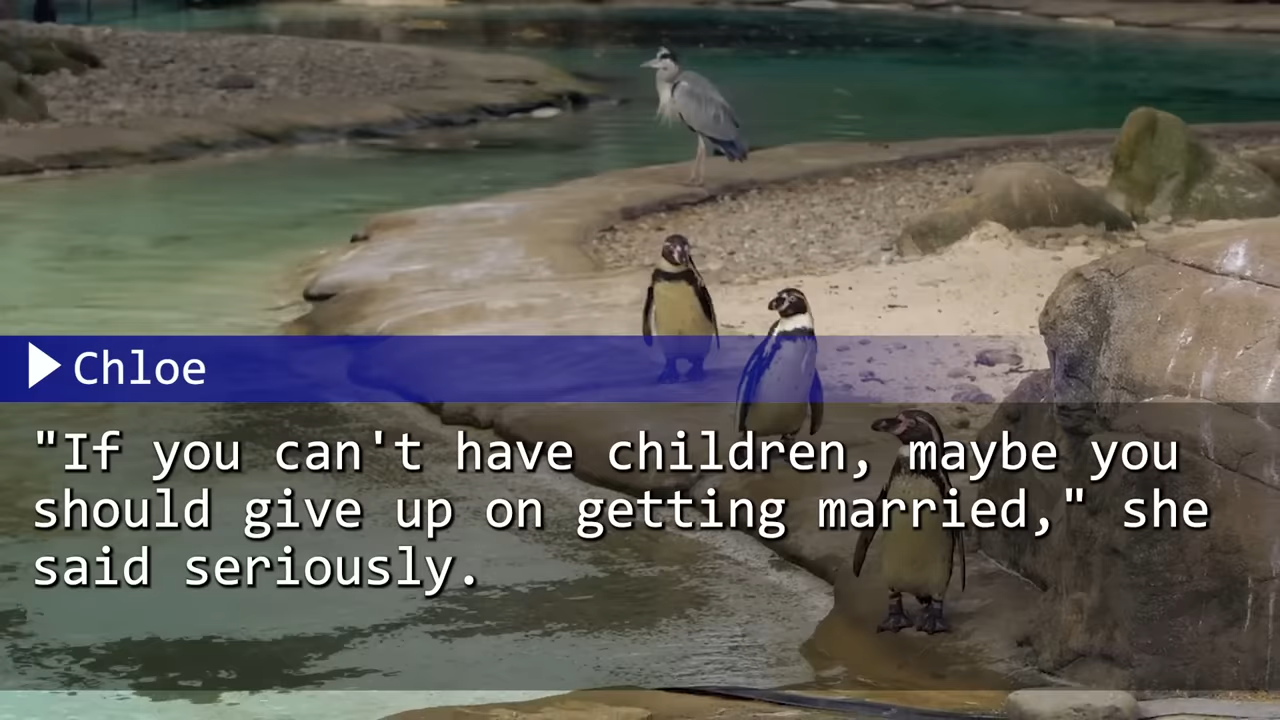 Chloe
"If you can't have children, maybe you
should give up on getting married," she
said seriously.